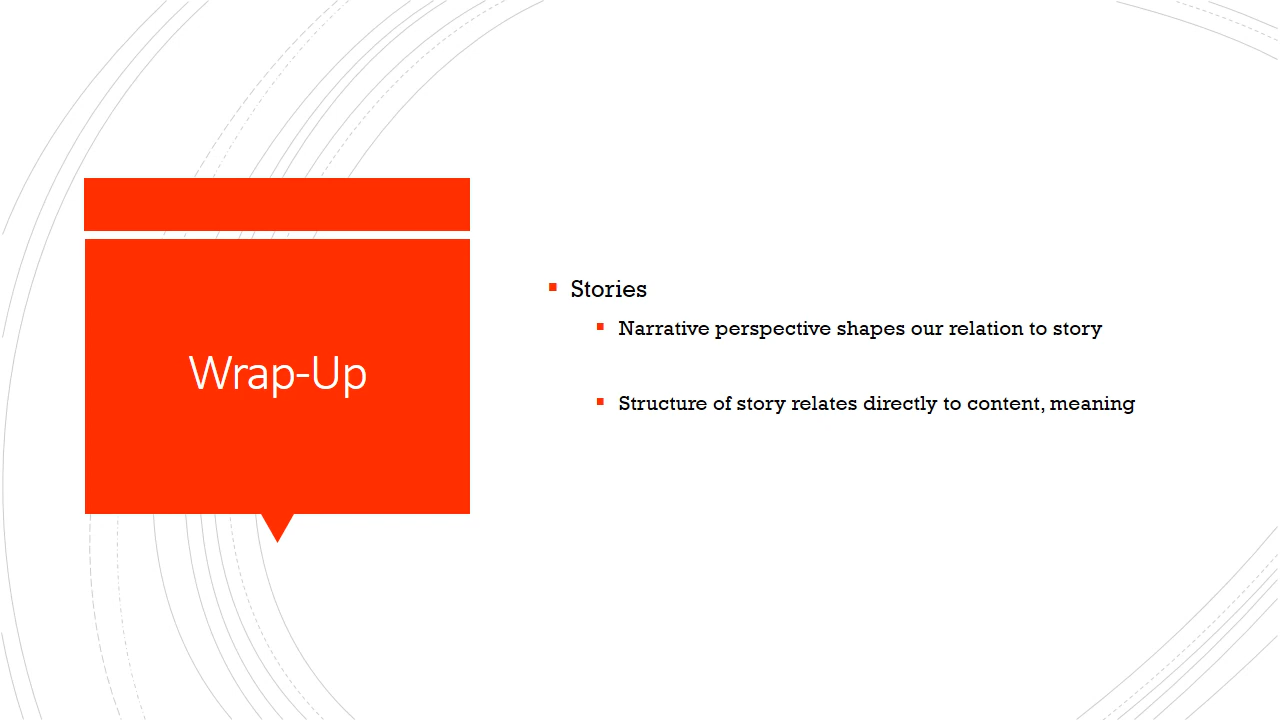 Wrap-Up
Stories
Narrative perspective shapes our relation to story
Structure of story relates directly to content, meaning